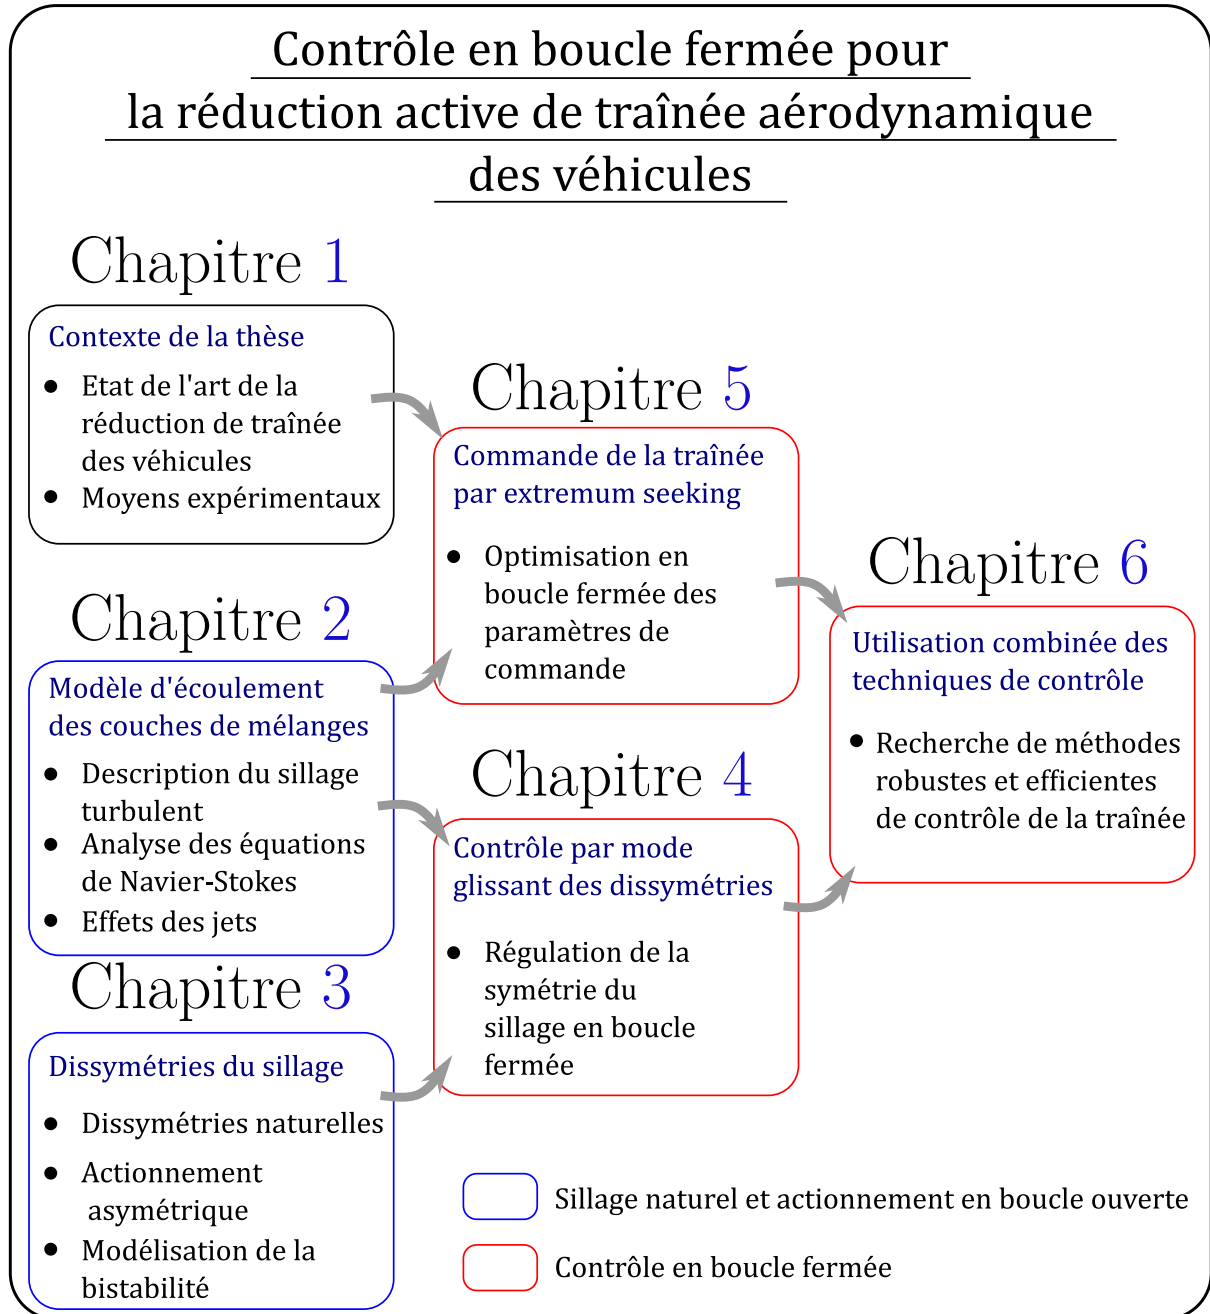 Contrôle en boucle fermée pour
la réduction active de traînée aérodynamique
des véhicules
Chapitre 1
Contexte de la thèse
● Etat de l'art de la
réduction de traînée
des véhicules
● Moyens expérimentaux
Chapitre 2
Modèle d'écoulement
des couches de mélanges
● Description du sillage
turbulent
● Analyse des équations
de Navier-Stokes
● Effets des jets
Chapitre 3
Dissymétries du sillage
● Dissymétries naturelles
● Actionnement
asymétrique
● Modélisation de la
bistabilité
Chapitre 5
Commande de la traînée
par extremum seeking
● Optimisation en
boucle fermée des
paramètres de
commande
Chapitre 4
Contrôle par mode
glissant des dissymétries
● Régulation de la
symétrie du
sillage en boucle
fermée
Chapitre 6
Utilisation combinée des
techniques de contrôle
● Recherche de méthodes
robustes et efficientes
de contrôle de la traînée
Sillage naturel et actionnement en boucle ouverte
Contrôle en boucle fermée